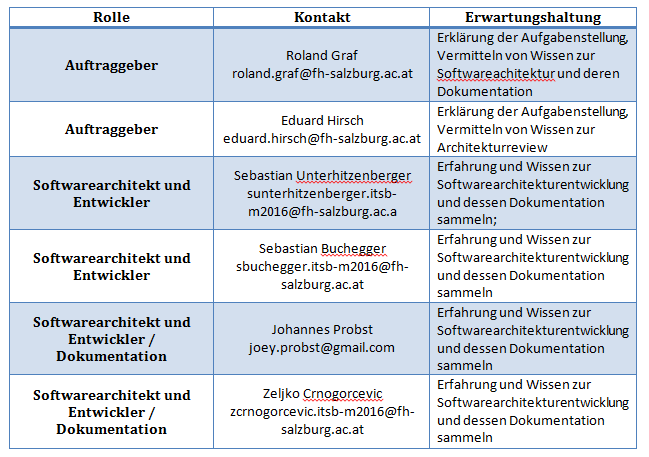 Rolle
Kontakt
Erwartungshaltung
Auftraggeber
Roland Graf
roland.graf@fh-salzburg.ac.at
Erklärung der Aufgabenstellung,
Vermitteln von Wissen zur
Softwareachitektur und deren
Dokumentation
Auftraggeber
Eduard Hirsch
eduard.hirsch@fh-salzburg.ac.at
Erklärung der Aufgabenstellung,
Vermitteln von Wissen zur
Architekturreview
Softwarearchitekt und
Entwickler
Sebastian Unterhitzenberger
sunterhitzenberger.itsb-
m2016@fh-salzburg.ac.a
Erfahrung und Wissen zur
Softwarearchitekturentwicklung
und dessen Dokumentation
sammeln;
Softwarearchitekt und
Entwickler
Sebastian Buchegger
sbuchegger.itsb-m2016@fh-
salzburg.ac.at
Erfahrung und Wissen zur
Softwarearchitekturentwicklung
und dessen Dokumentation
sammeln
Softwarearchitekt und
Entwickler /
Dokumentation
Johannes Probst
joey.probst@gmail.com
Erfahrung und Wissen zur
Softwarearchitekturentwicklung
und dessen Dokumentation
sammeln
Softwarearchitekt und
Entwickler /
Dokumentation
Zeljko Crnogorcevic
zcrnogorcevic.itsb-m2016@fh-
salzburg.ac.at
Erfahrung und Wissen zur
Softwarearchitekturentwicklung
und dessen Dokumentation
sammeln